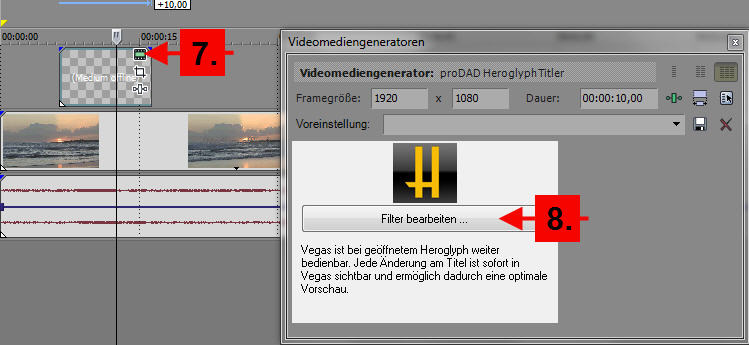 +10.00
00:00:00
00:00:15
(Medium offline)
7.
Videomediengeneratoren
Videomediengenerator: proDAD HeroglyphTitler
Framegröße: 1920 x 1080 Dauer: 00:00:10,00
Voreinstellung:
H
Filter bearbeiten ...
8.
Vegas ist bei geöffnetem Heroglyph weiter
bedienbar. Jede Änderung am Titel ist sofort in
Vegas sichtbar und ermöglich dadurch eine optimale
Vorschau.